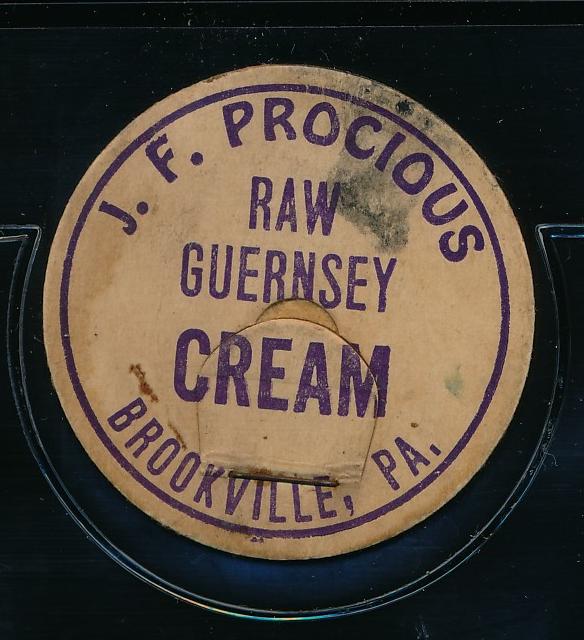 J. F. PROCIOUS
RAW
GUERNSEY
CREAM
BROOKVILLE, PA.